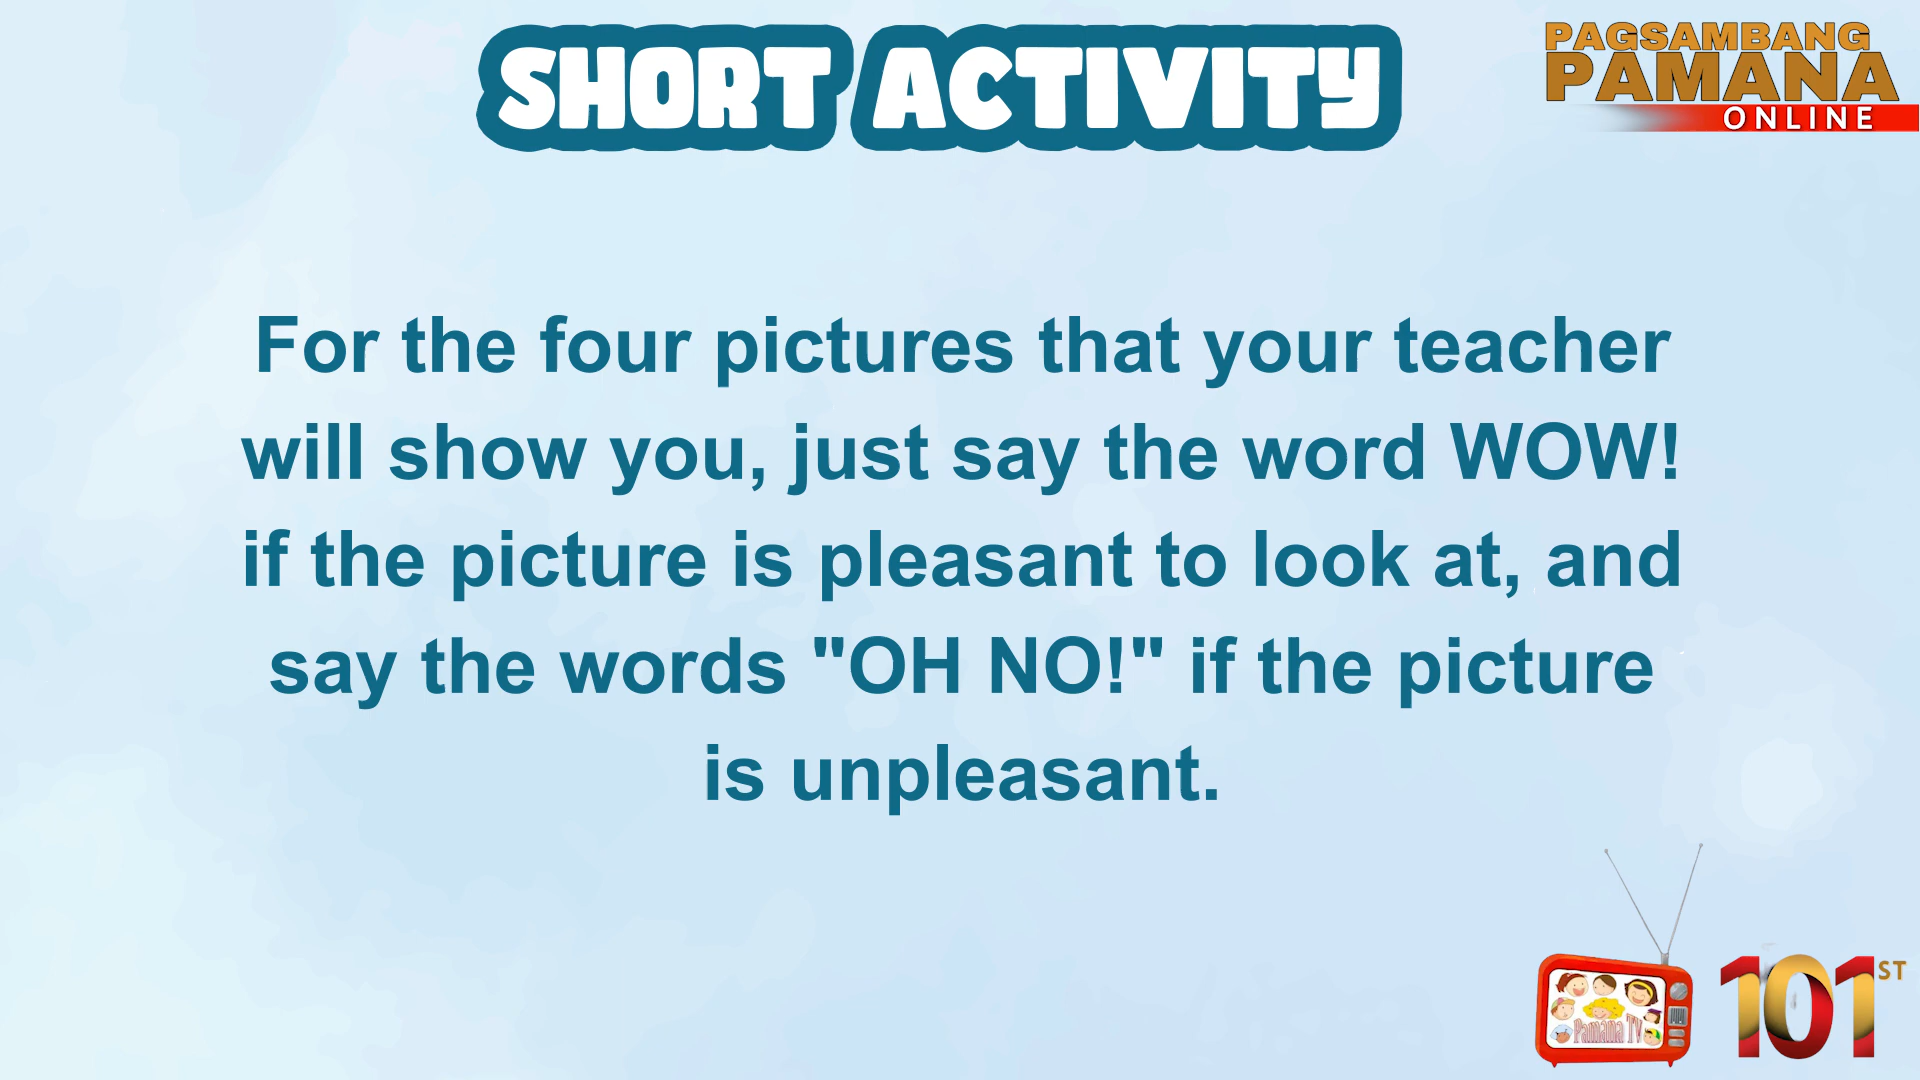 SHORT ACTIVITY
PAGSAMBANG
PAMANA
ONLINE
For the four pictures that your teacher
will show you, just say the word WOW!
if the picture is pleasant to look at, and
say the words "OH NO!" if the picture
is unpleasant.
Pamana TV
101ST